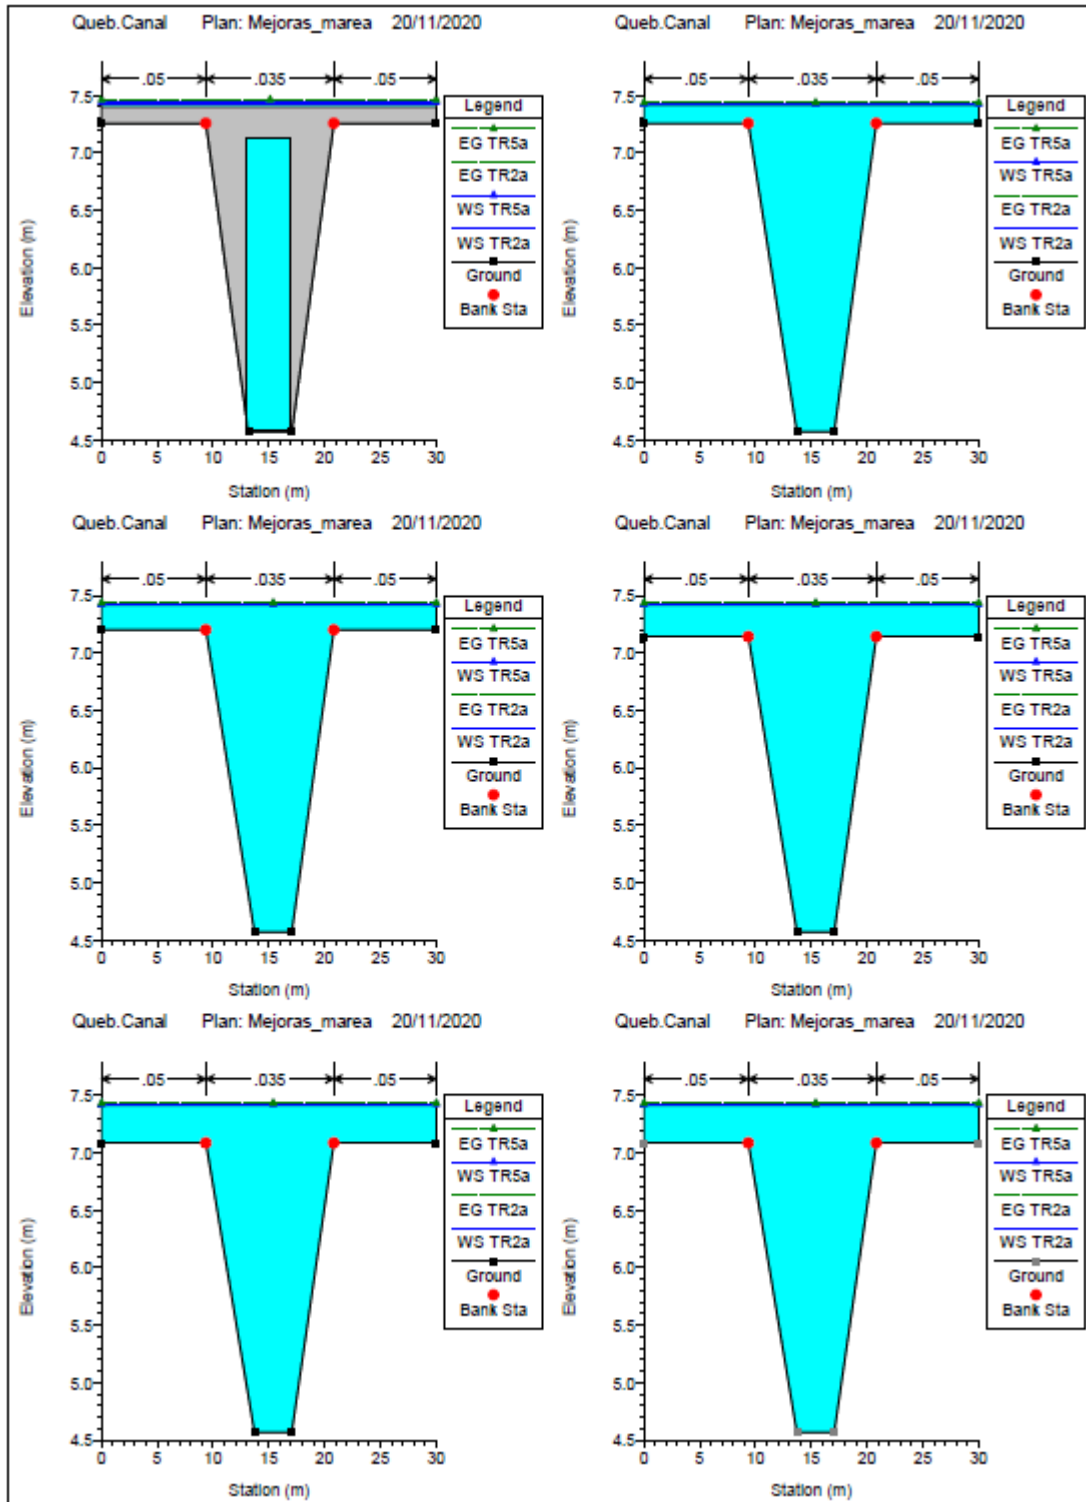 Queb.Canal Plan: Mejoras_marea 20/11/2020
.05 .035 .05
7.5
7.0
6.5
6.0
5.5
5.0
4.5
Elevation (m)
0 5 10 15 20 25 30
Station (m)
Legend
EG TR5a
EG TR2a
WS TR5a
WS TR2a
Ground
Bank Sta
Queb.Canal Plan: Mejoras_marea 20/11/2020
.05 .035 .05
7.5
7.0
6.5
6.0
5.5
5.0
4.5
Elevation (m)
0 5 10 15 20 25 30
Station (m)
Legend
EG TR5a
WS TR5a
EG TR2a
WS TR2a
Ground
Bank Sta
Queb.Canal Plan: Mejoras_marea 20/11/2020
.05 .035 .05
7.5
7.0
6.5
6.0
5.5
5.0
4.5
Elevation (m)
0 5 10 15 20 25 30
Station (m)
Legend
EG TR5a
WS TR5a
EG TR2a
WS TR2a
Ground
Bank Sta
Queb.Canal Plan: Mejoras_marea 20/11/2020
.05 .035 .05
7.5
7.0
6.5
6.0
5.5
5.0
4.5
Elevation (m)
0 5 10 15 20 25 30
Station (m)
Legend
EG TR5a
WS TR5a
EG TR2a
WS TR2a
Ground
Bank Sta
Queb.Canal Plan: Mejoras_marea 20/11/2020
.05 .035 .05
7.5
7.0
6.5
6.0
5.5
5.0
4.5
Elevation (m)
0 5 10 15 20 25 30
Station (m)
Legend
EG TR5a
WS TR5a
EG TR2a
WS TR2a
Ground
Bank Sta
Queb.Canal Plan: Mejoras_marea 20/11/2020
.05 .035 .05
7.5
7.0
6.5
6.0
5.5
5.0
4.5
Elevation (m)
0 5 10 15 20 25 30
Station (m)
Legend
EG TR5a
WS TR5a
EG TR2a
WS TR2a
Ground
Bank Sta